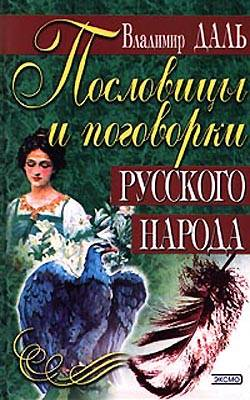 Владимир ДАЛЬ
Пословицы
и поговорки
РУССКОГО
НАРОДА
ЭКСМО